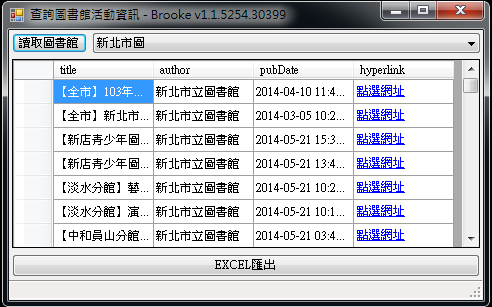 查詢圖書館活動資訊 - Brooke v1.1.5254.30399
讀取圖書館 新北市圖
title author pubDate hyperlink
【全市】103年... 新北市立圖書館 2014-04-10 11:4... 點選網址
【全市】新北市... 新北市立圖書館 2014-03-05 10:2... 點選網址
【新店青少年圖... 新北市立圖書館 2014-05-21 15:3... 點選網址
【新店青少年圖... 新北市立圖書館 2014-05-21 13:4... 點選網址
【淡水分館】藝... 新北市立圖書館 2014-05-21 10:2... 點選網址
【淡水分館】演... 新北市立圖書館 2014-05-21 10:1... 點選網址
【中和員山分館... 新北市立圖書館 2014-05-21 03:4... 點選網址
EXCEL匯出